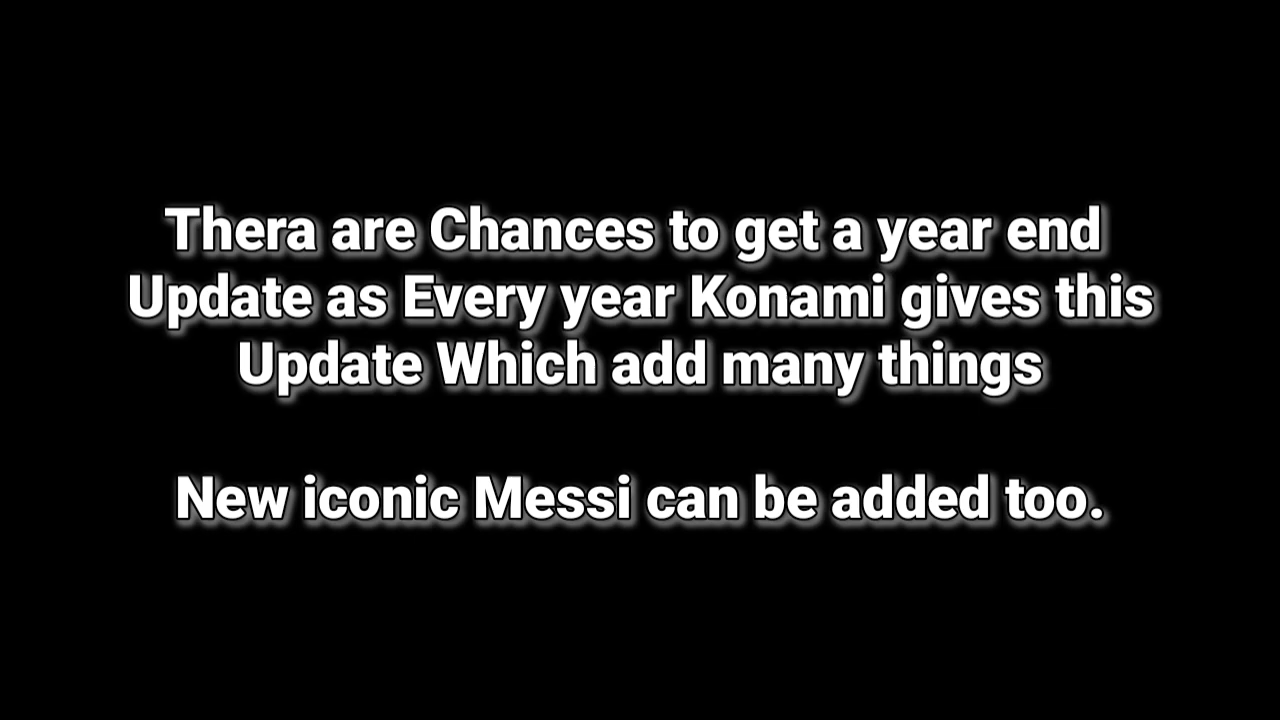 Thera are Chances to get a year end
Update as Every year Konami gives this
Update Which add many things
New iconic Messi can be added too.